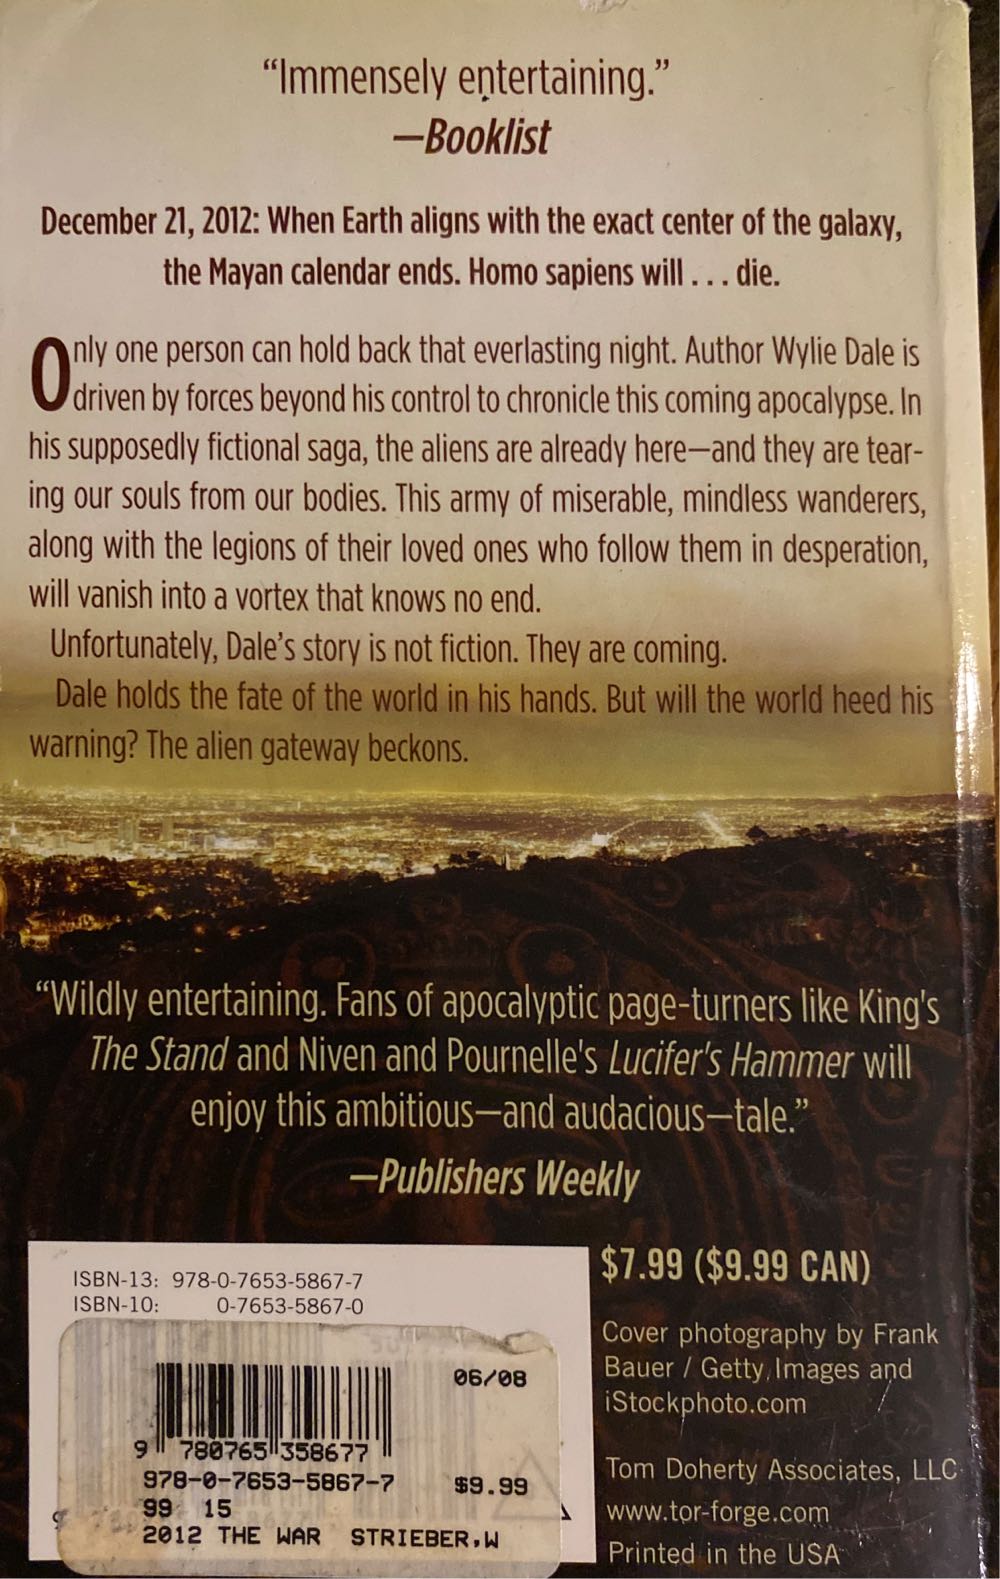 “Immensely entertaining.”
—Booklist
December 21, 2012: When Earth aligns with the exact center of the galaxy,
the Mayan calendar ends. Homo sapiens will . . . die.
Only one person can hold back that everlasting night. Author Wylie Dale is
driven by forces beyond his control to chronicle this coming apocalypse. In
his supposedly fictional saga, the aliens are already here—and they are tear-
ing our souls from our bodies. This army of miserable, mindless wanderers,
along with the legions of their loved ones who follow them in desperation,
will vanish into a vortex that knows no end.
Unfortunately, Dale’s story is not fiction. They are coming.
Dale holds the fate of the world in his hands. But will the world heed his
warning? The alien gateway beckons.
“Wildly entertaining. Fans of apocalyptic page-turners like King's
The Stand and Niven and Pournelle's Lucifer's Hammer will
enjoy this ambitious—and audacious—tale.”
—Publishers Weekly
ISBN-13: 978-0-7653-5867-7
ISBN-10: 0-7653-5867-0
06/08
9 780765 358677
978-0-7653-5867-7 $9.99
99 15
2012 THE WAR STRIEBER,W
$7.99 ($9.99 CAN)
Cover photography by Frank
Bauer / Getty Images and
iStockphoto.com
Tom Doherty Associates, LLC
www.tor-forge.com
Printed in the USA